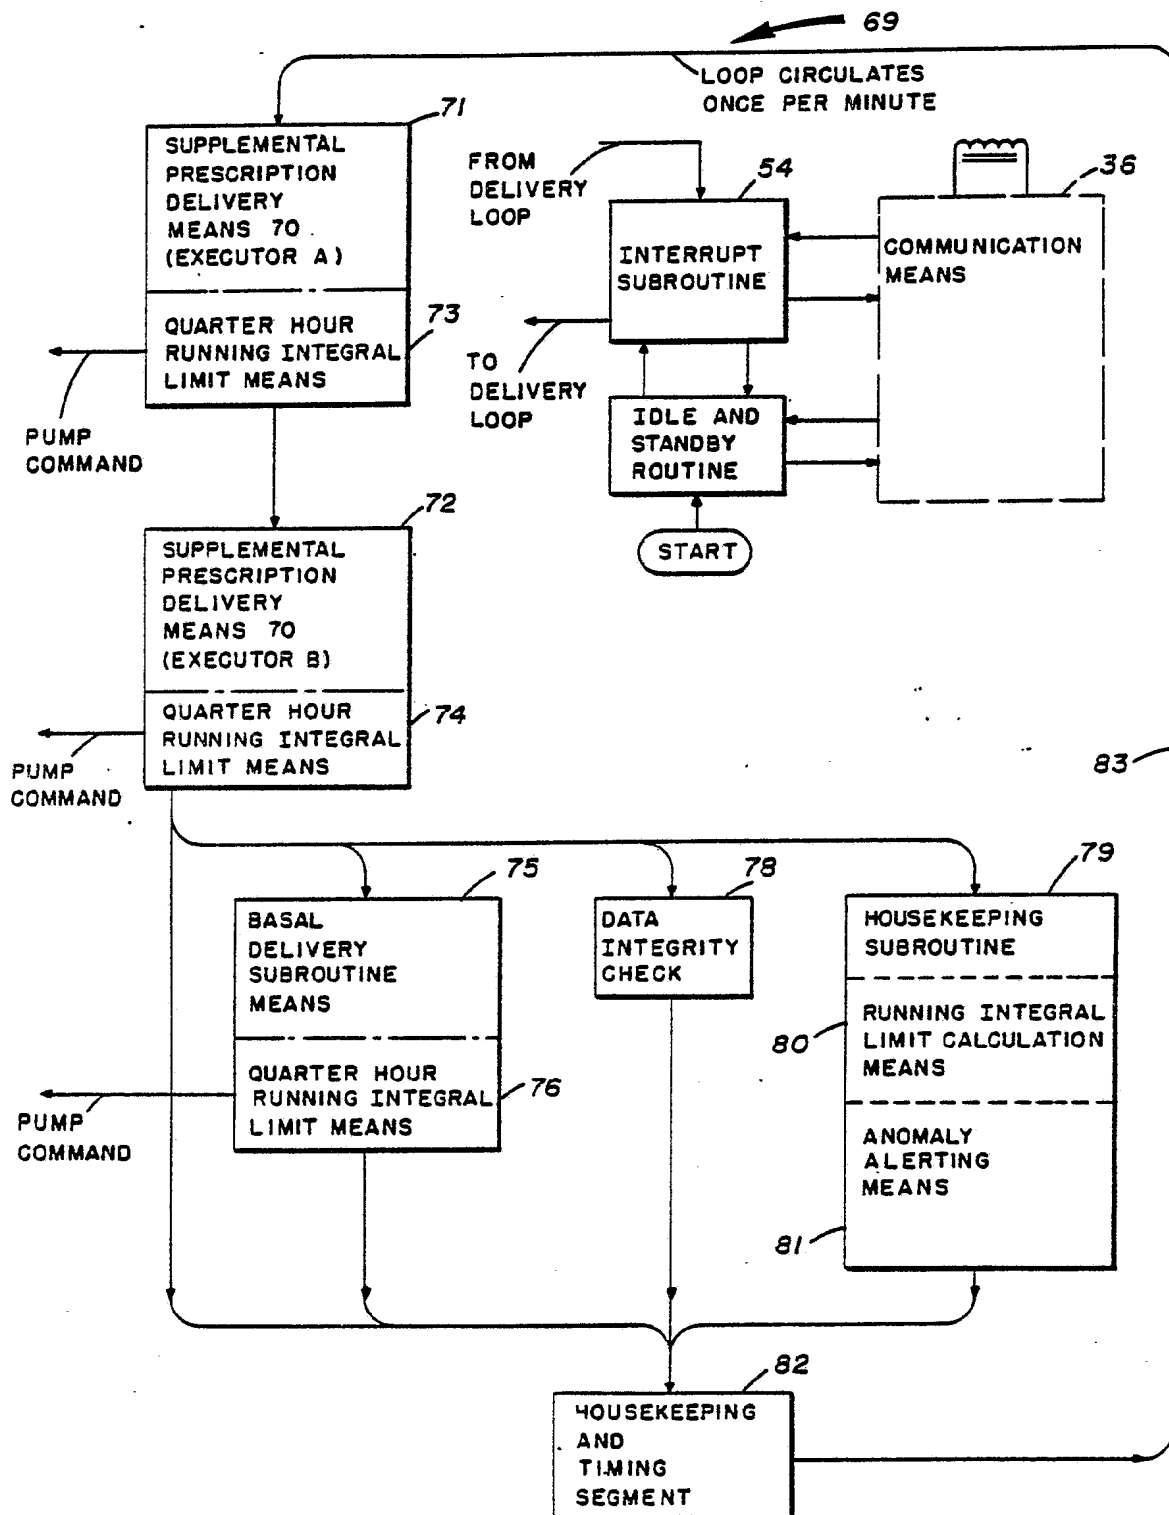 69
LOOP CIRCULATES
ONCE PER MINUTE
71
SUPPLEMENTAL
PRESCRIPTION
DELIVERY
MEANS 70
(EXECUTOR A)
73
QUARTER HOUR
RUNNING INTEGRAL
LIMIT MEANS
PUMP
COMMAND
FROM
DELIVERY
LOOP
54
INTERRUPT
SUBROUTINE
36
COMMUNICATION
MEANS
TO
DELIVERY
LOOP
IDLE AND
STANDBY
ROUTINE
START
72
SUPPLEMENTAL
PRESCRIPTION
DELIVERY
MEANS 70
(EXECUTOR B)
74
QUARTER HOUR
RUNNING INTEGRAL
LIMIT MEANS
PUMP
COMMAND
83
75
BASAL
DELIVERY
SUBROUTINE
MEANS
QUARTER HOUR
RUNNING INTEGRAL
LIMIT MEANS
76
PUMP
COMMAND
78
DATA
INTEGRITY
CHECK
79
HOUSEKEEPING
SUBROUTINE
80
RUNNING INTEGRAL
LIMIT CALCULATION
MEANS
ANOMALY
ALERTING
MEANS
81
82
HOUSEKEEPING
AND
TIMING
SEGMENT